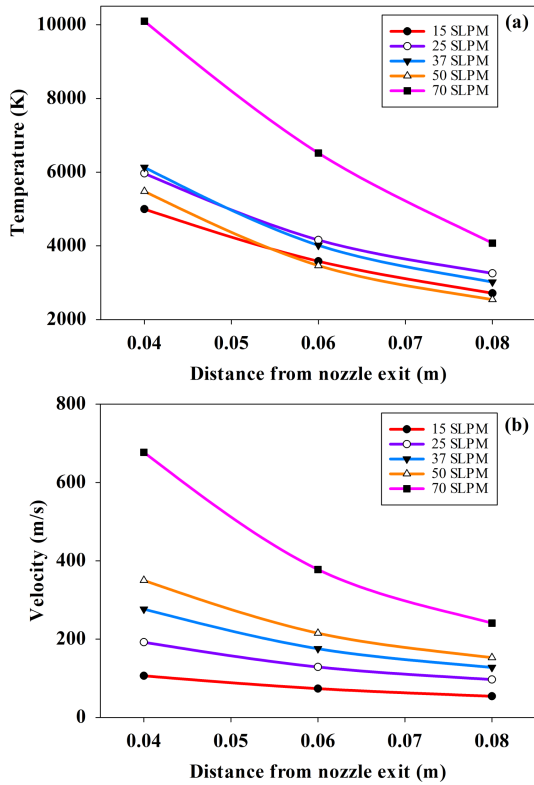 (a)
10000
8000
6000
4000
2000
Temperature (K)
15 SLPM
25 SLPM
37 SLPM
50 SLPM
70 SLPM
0.04 0.05 0.06 0.07 0.08
Distance from nozzle exit (m)
(b)
800
600
400
200
0
Velocity (m/s)
15 SLPM
25 SLPM
37 SLPM
50 SLPM
70 SLPM
0.04 0.05 0.06 0.07 0.08
Distance from nozzle exit (m)